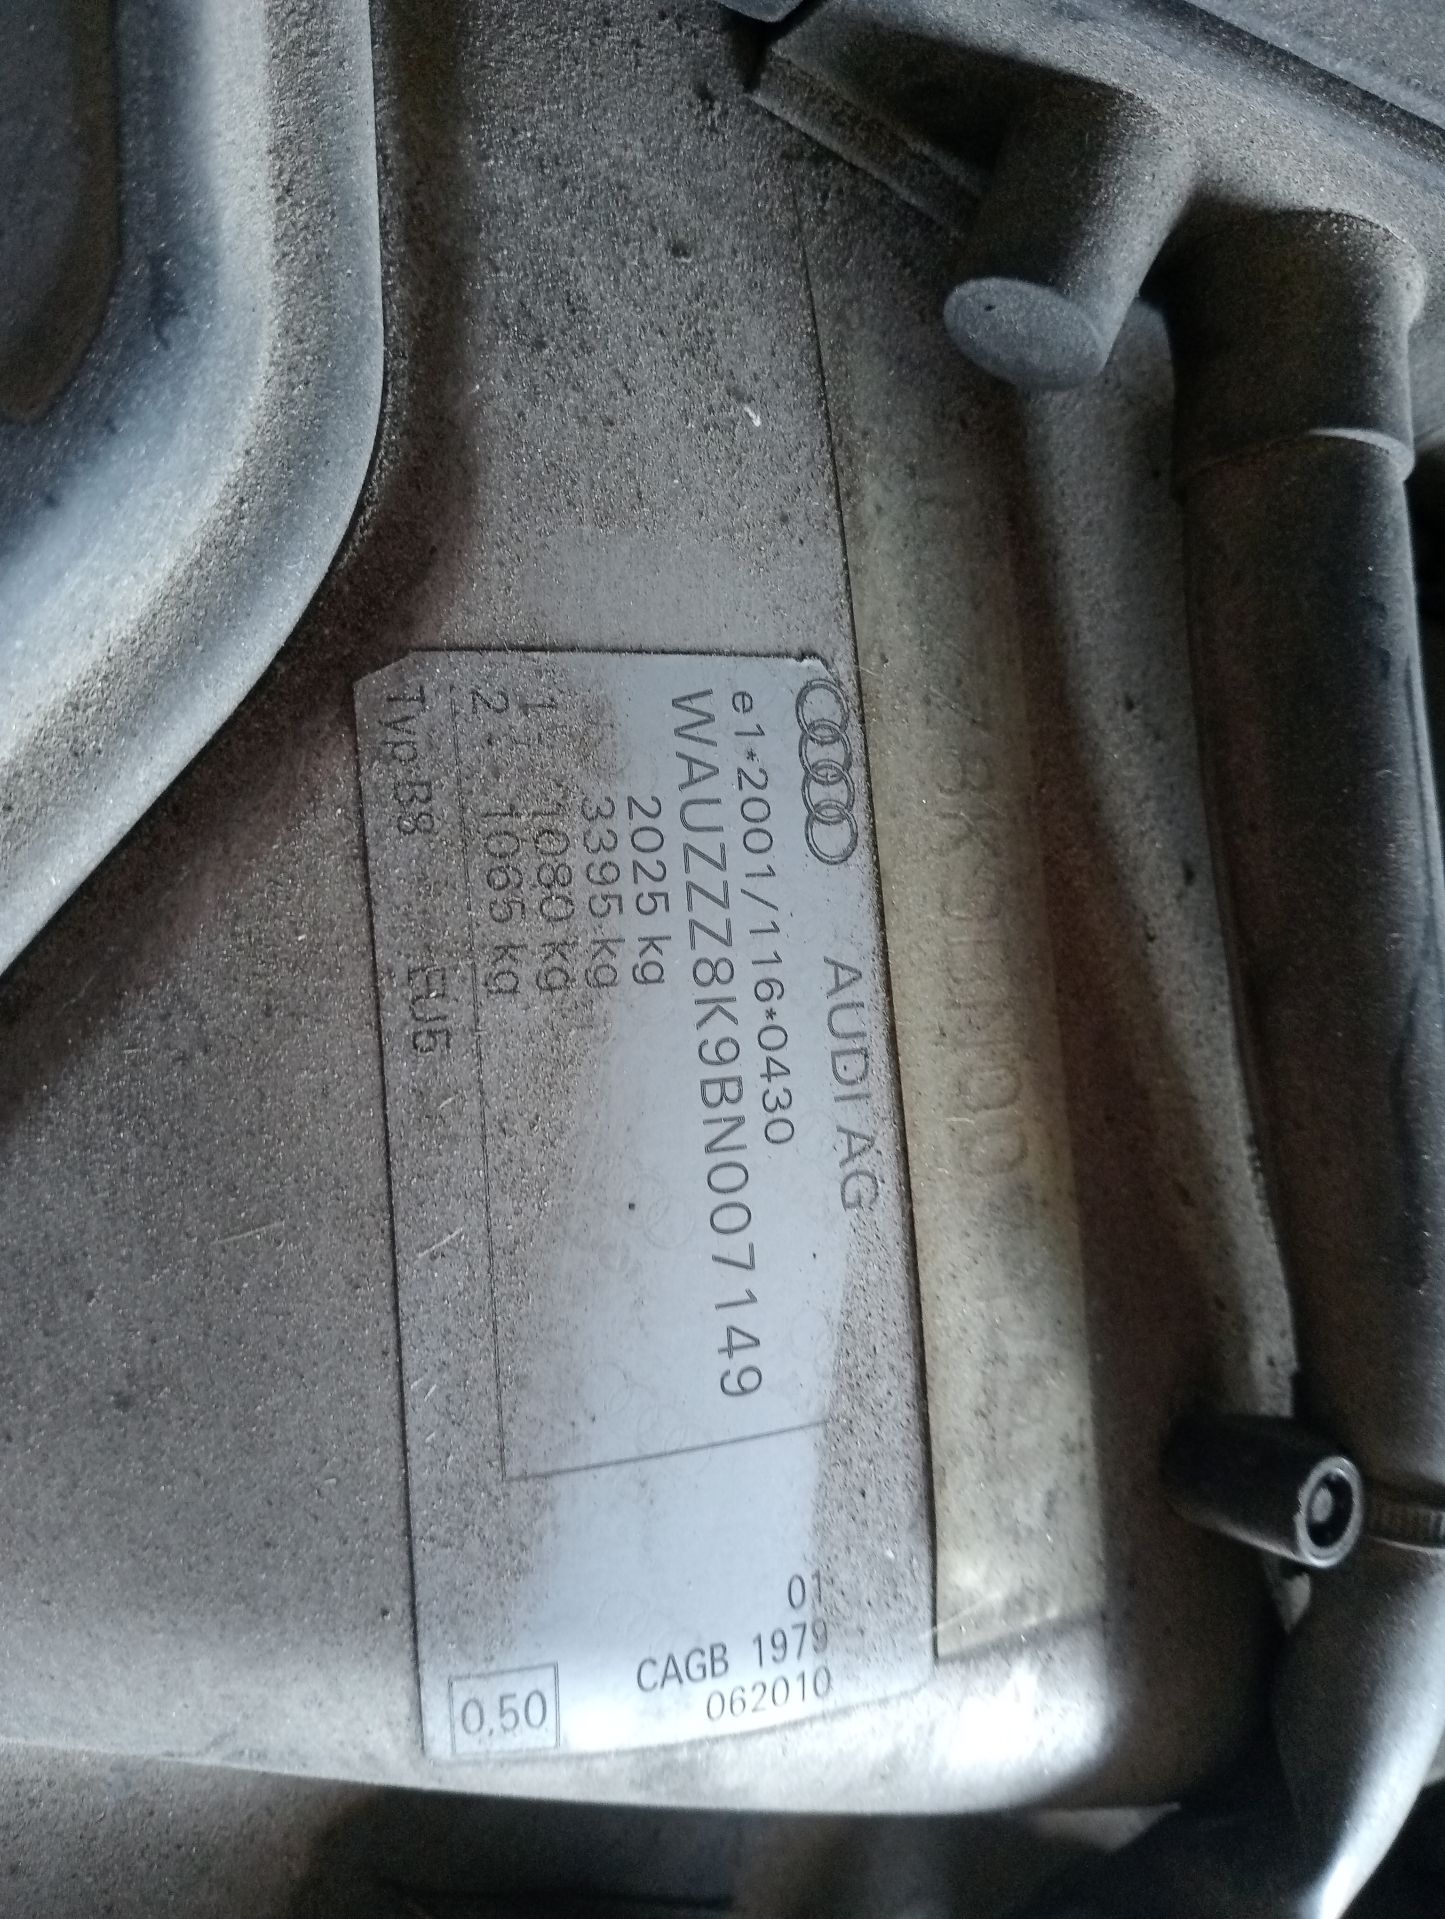 AUDI AG
e1*2001/116*0430
WAUZZZ8K9BN007149
2025 kg
3395 kg
1 - 1080 kg
2 - 1065 kg
Typ B8 EU5
01
CAGB 1979
062010
0.50